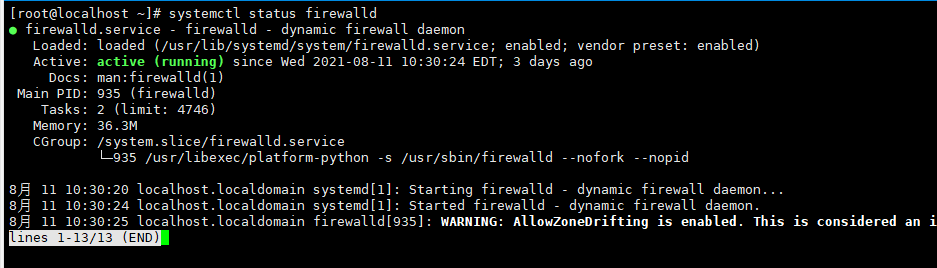 [root@localhost ~]# systemctl status firewalld
● firewalld.service - firewalld - dynamic firewall daemon
   Loaded: loaded (/usr/lib/systemd/system/firewalld.service; enabled; vendor preset: enabled)
   Active: active (running) since Wed 2021-08-11 10:30:24 EDT; 3 days ago
     Docs: man:firewalld(1)
 Main PID: 935 (firewalld)
    Tasks: 2 (limit: 4746)
   Memory: 36.3M
   CGroup: /system.slice/firewalld.service
           └─935 /usr/libexec/platform-python -s /usr/sbin/firewalld --nofork --nopid
8月 11 10:30:20 localhost.localdomain systemd[1]: Starting firewalld - dynamic firewall daemon...
8月 11 10:30:24 localhost.localdomain systemd[1]: Started firewalld - dynamic firewall daemon.
8月 11 10:30:25 localhost.localdomain firewalld[935]: WARNING: AllowZoneDrifting is enabled. This is considered an i
lines 1-13/13 (END)